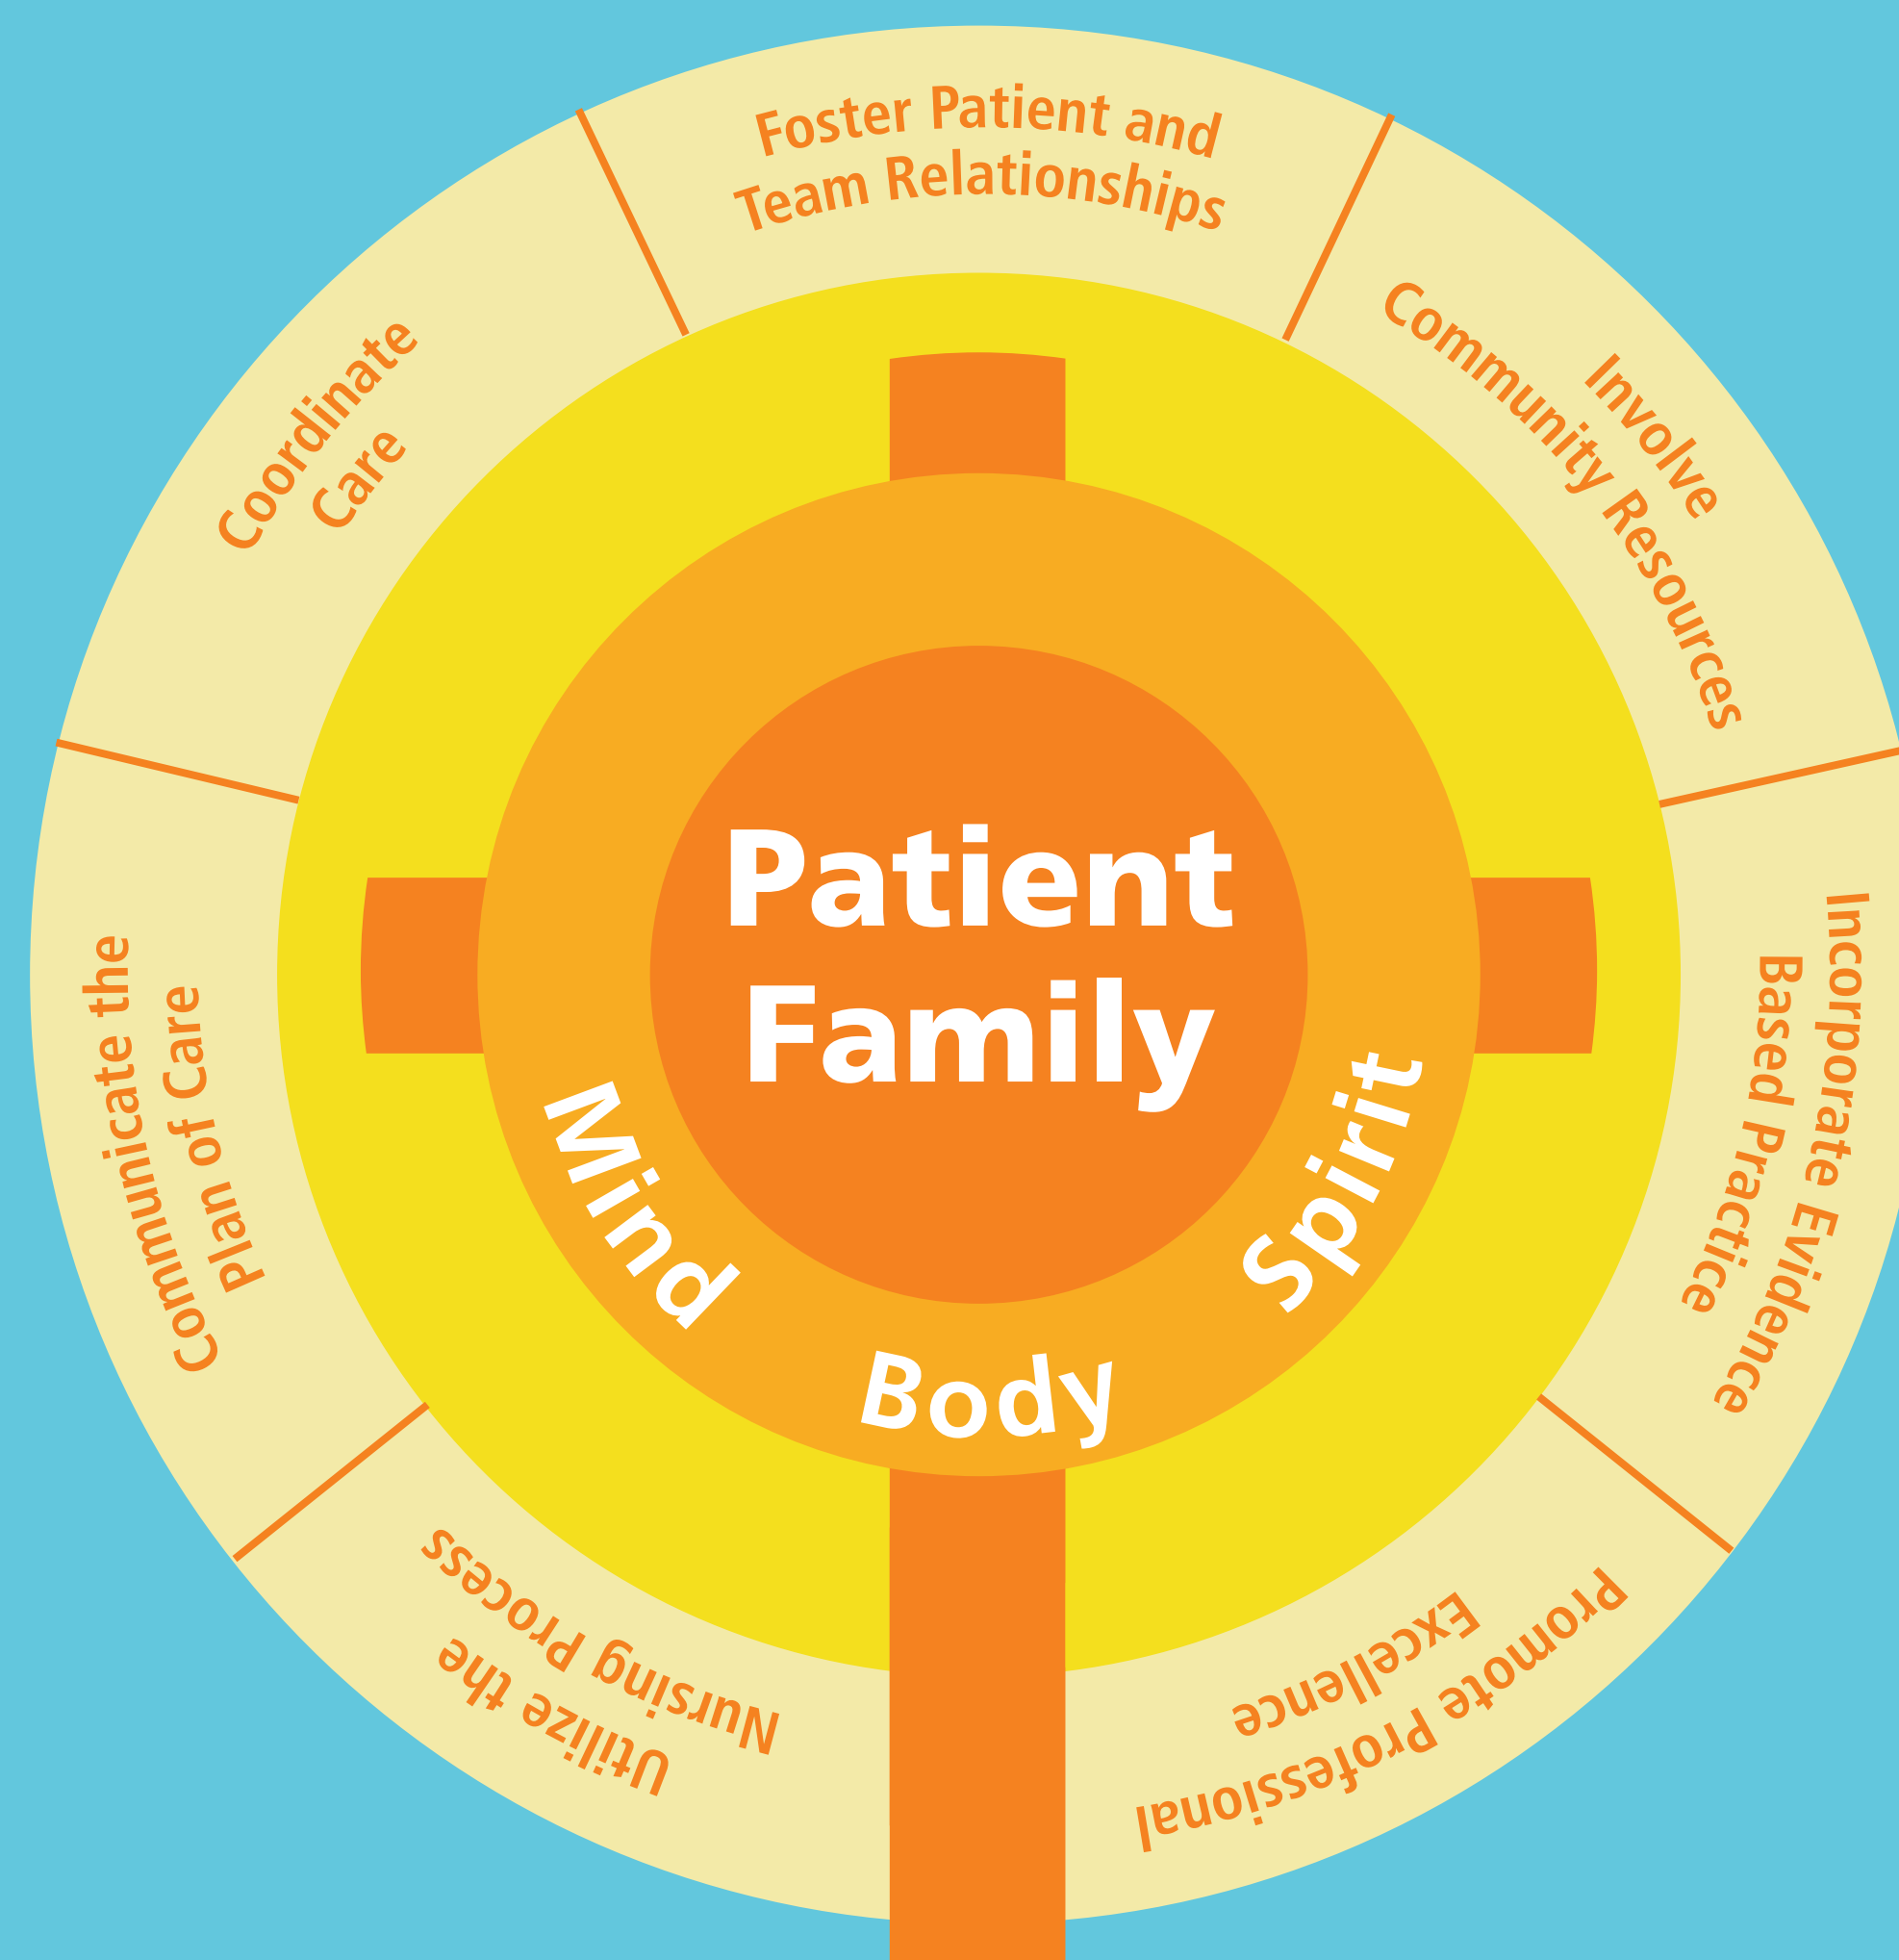 Foster Patient and
Team Relationships
Involve
Community Resources
Incorporate Evidence
Based Practice
Promote Professional
Excellence
Utilize the
Nursing Process
Communicate the
Plan of Care
Coordinate
Care
Patient
Family
Mind
Body
Spirit